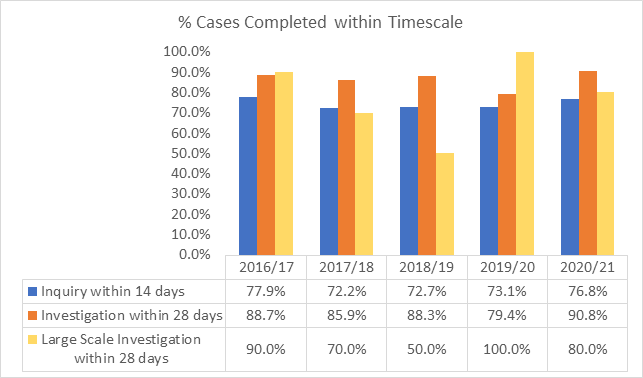 % Cases Completed within Timescale
100.0%
90.0%
80.0%
70.0%
60.0%
50.0%
40.0%
30.0%
20.0%
10.0%
0.0%
2016/17 2017/18 2018/19 2019/20 2020/21
Inquiry within 14 days 77.9% 72.2% 72.7% 73.1% 76.8%
Investigation within 28 days 88.7% 85.9% 88.3% 79.4% 90.8%
Large Scale Investigation
within 28 days 90.0% 70.0% 50.0% 100.0% 80.0%